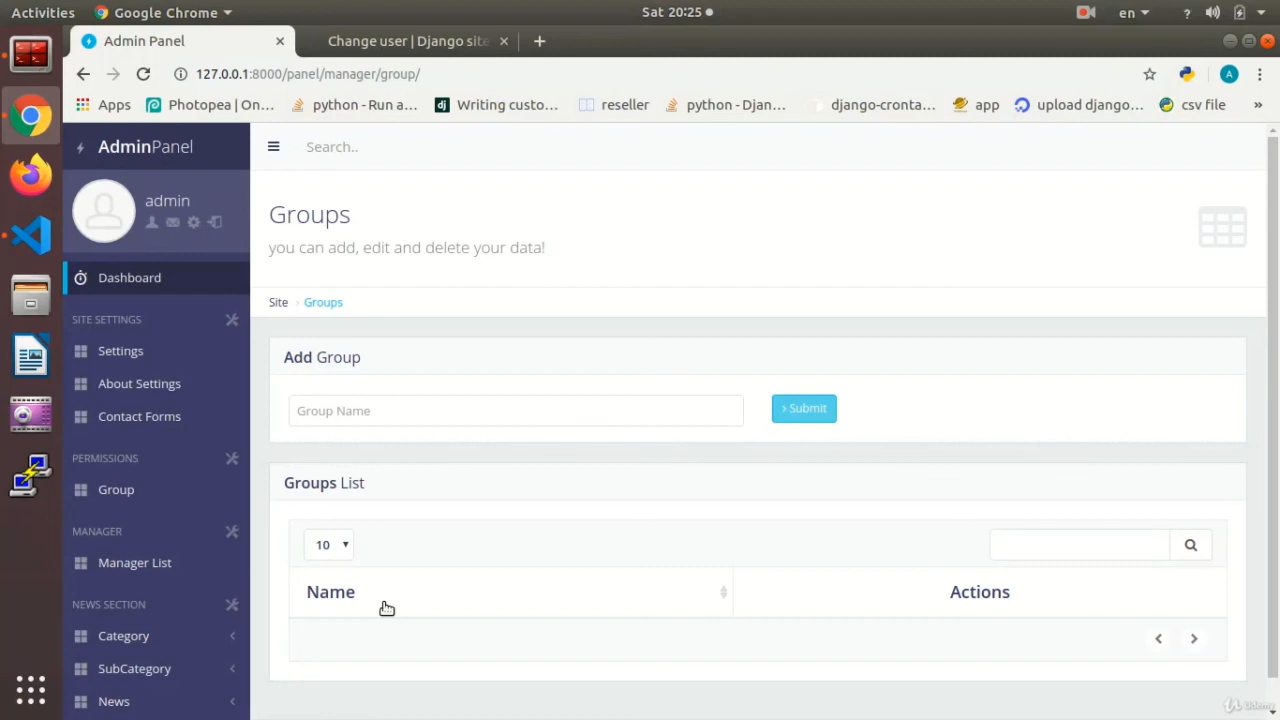 Activities Google Chrome Sat 20:25 en ?
Admin Panel Change user | Django site
127.0.0.1:8000/panel/manager/group/ A
Apps Photopea | On... python - Run a... Writing custo... reseller python - Djan... django-cronta... app upload django... csv file »
AdminPanel
Search..
admin
Groups
you can add, edit and delete your data!
Dashboard
Site Groups
SITE SETTINGS
Settings
About Settings
Contact Forms
PERMISSIONS
Group
MANAGER
Manager List
NEWS SECTION
Category
SubCategory
News
Add Group
Group Name
Submit
Groups List
10
Name Actions
Udemy